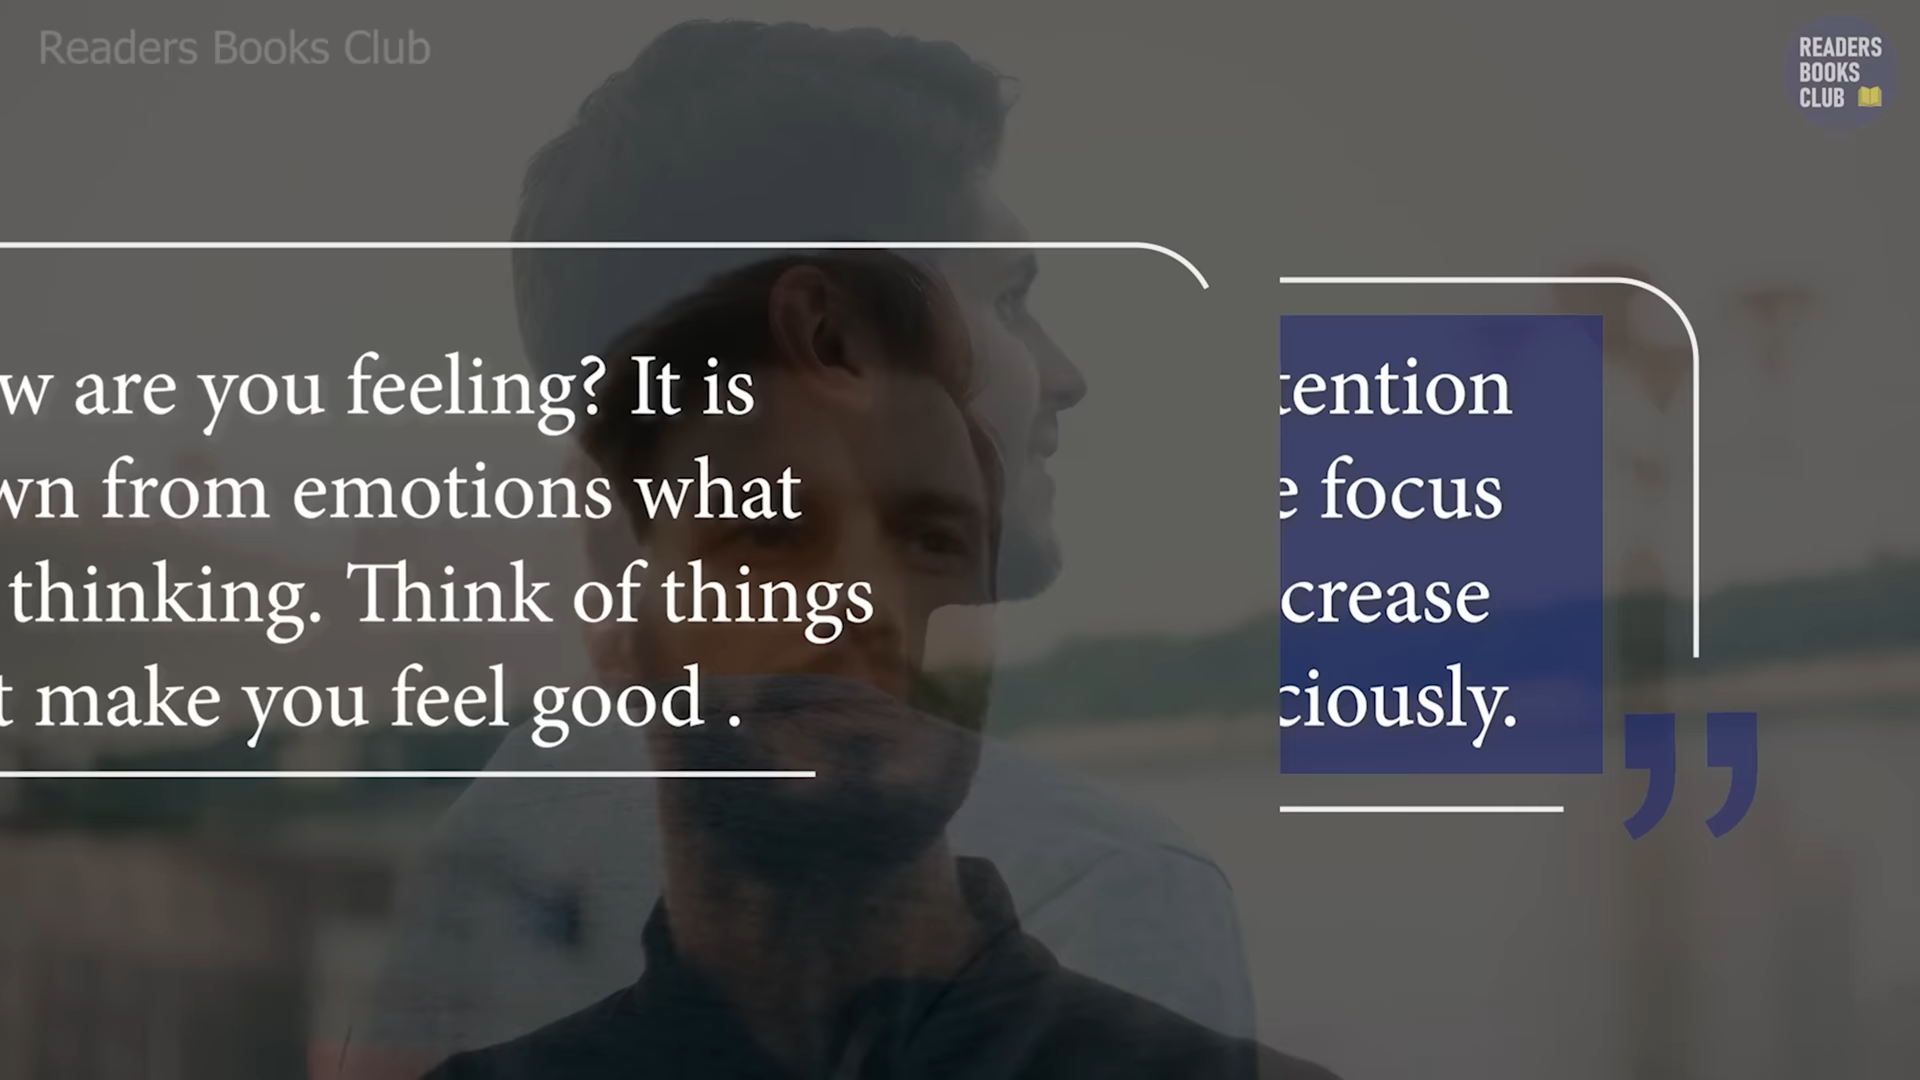 Readers Books Club
READERS
BOOKS
CLUB
w are you feeling? It is
wn from emotions what
thinking. Think of things
t make you feel good .
tention
e focus
crease
ciously.